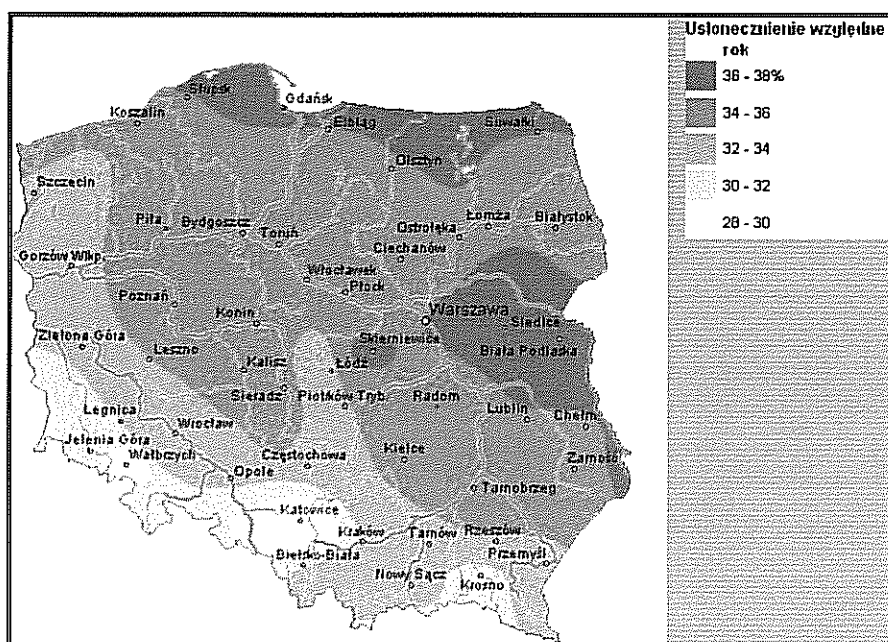 Usłonecznienie względne
rok
36 - 38%
34 - 36
32 - 34
30 - 32
28 - 30
Słupsk
Gdańsk
Koszalin
Elbląg
Suwałki
Olsztyn
Szczecin
Piła
Bydgoszcz
Toruń
Ostrołęka
Łomża
Białystok
Ciechanów
Gorzów Wlkp.
Włocławek
Płock
Poznań
Konin
Warszawa
Siedlce
Zielona Góra
Leszno
Kalisz
Skierniewice
Łódź
Biała Podlaska
Sieradz
Piotrków Tryb.
Radom
Lublin
Chełm
Legnica
Wrocław
Jelenia Góra
Wałbrzych
Opole
Częstochowa
Kielce
Zamość
Tarnobrzeg
Katowice
Kraków
Tarnów
Rzeszów
Przemyśl
Bielsko-Biała
Nowy Sącz
Krosno